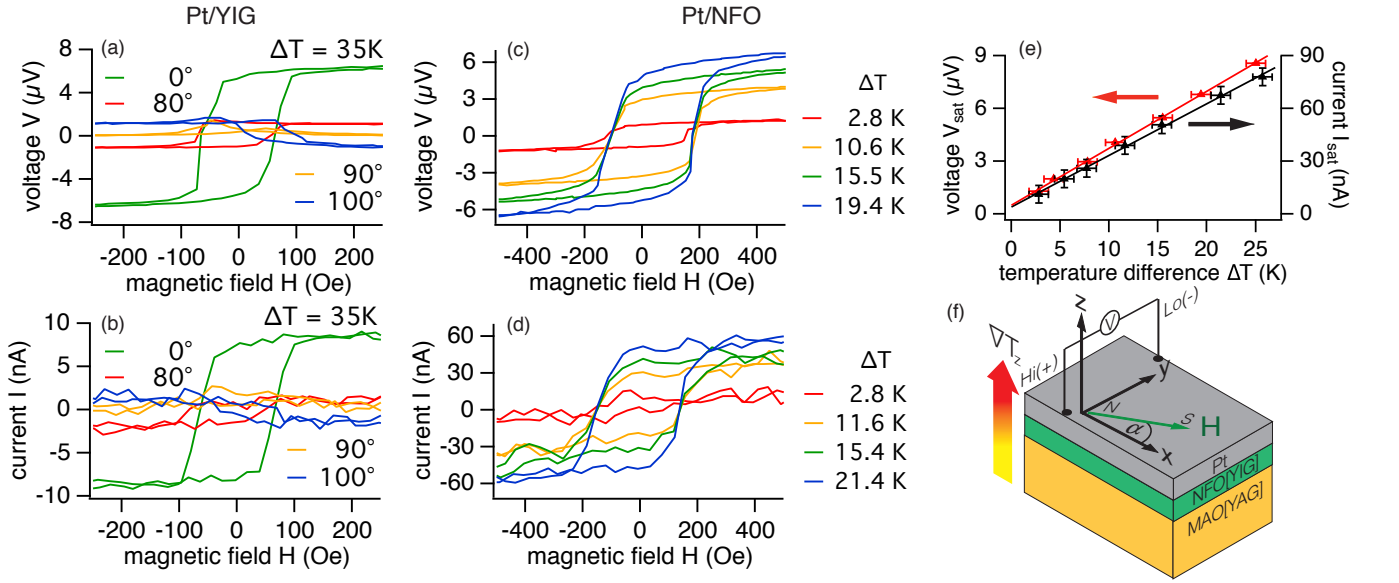 Pt/YIG
Pt/NFO
(a)
ΔT = 35K
8
4
0
-4
-8
voltage V (µV)
0°
80°
90°
100°
-200 -100 0 100 200
magnetic field H (Oe)
(c)
6
3
0
-3
-6
voltage V (µV)
-400 -200 0 200 400
magnetic field H (Oe)
ΔT
2.8 K
10.6 K
15.5 K
19.4 K
(e)
9
6
3
0
voltage Vsat (µV)
90
60
30
0
current Isat (nA)
0 5 10 15 20 25
temperature difference ΔT (K)
(b)
ΔT = 35K
10
5
0
-5
-10
current I (nA)
0°
80°
90°
100°
-200 -100 0 100 200
magnetic field H (Oe)
(d)
60
30
0
-30
-60
current I (nA)
-400 -200 0 200 400
magnetic field H (Oe)
ΔT
2.8 K
11.6 K
15.4 K
21.4 K
(f)
∇Tz
z
V
Lo(-)
Hi(+)
y
N
S
H
α
x
Pt
NFO[YIG]
MAO[YAG]